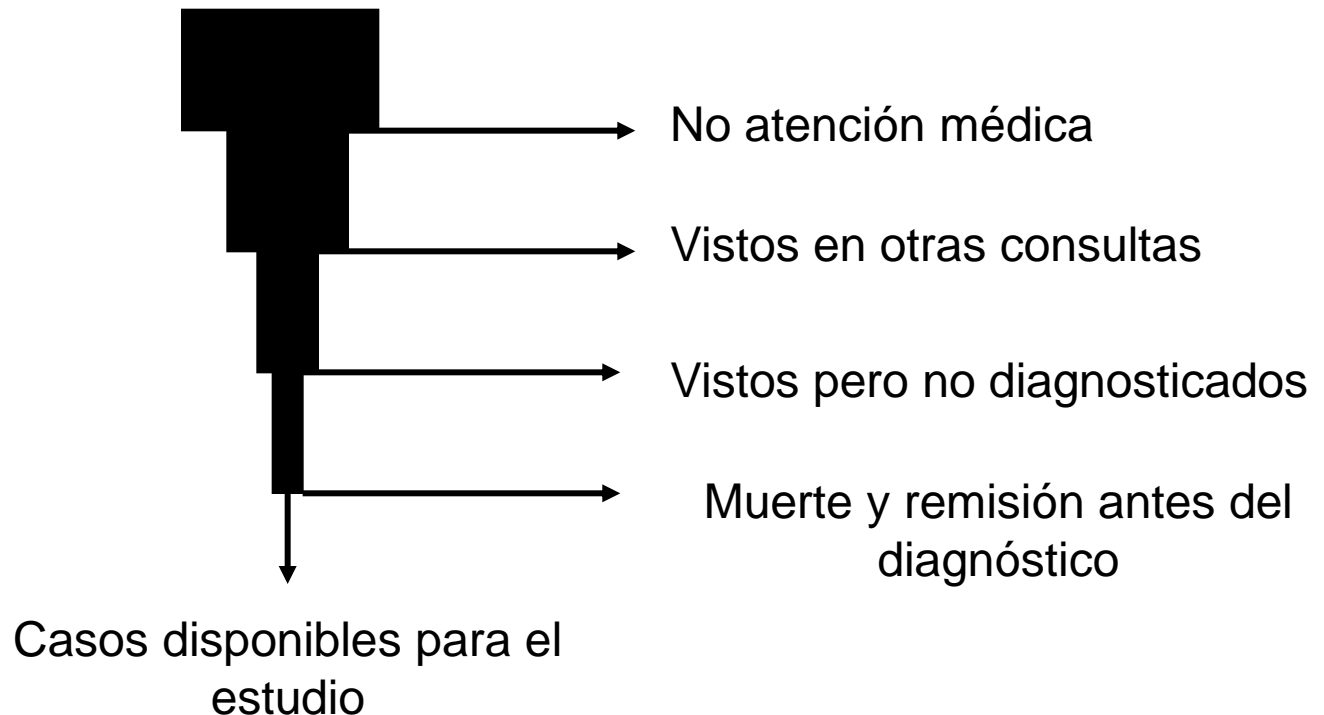 No atención médica
Vistos en otras consultas
Vistos pero no diagnosticados
Muerte y remisión antes del
diagnóstico
Casos disponibles para el
estudio